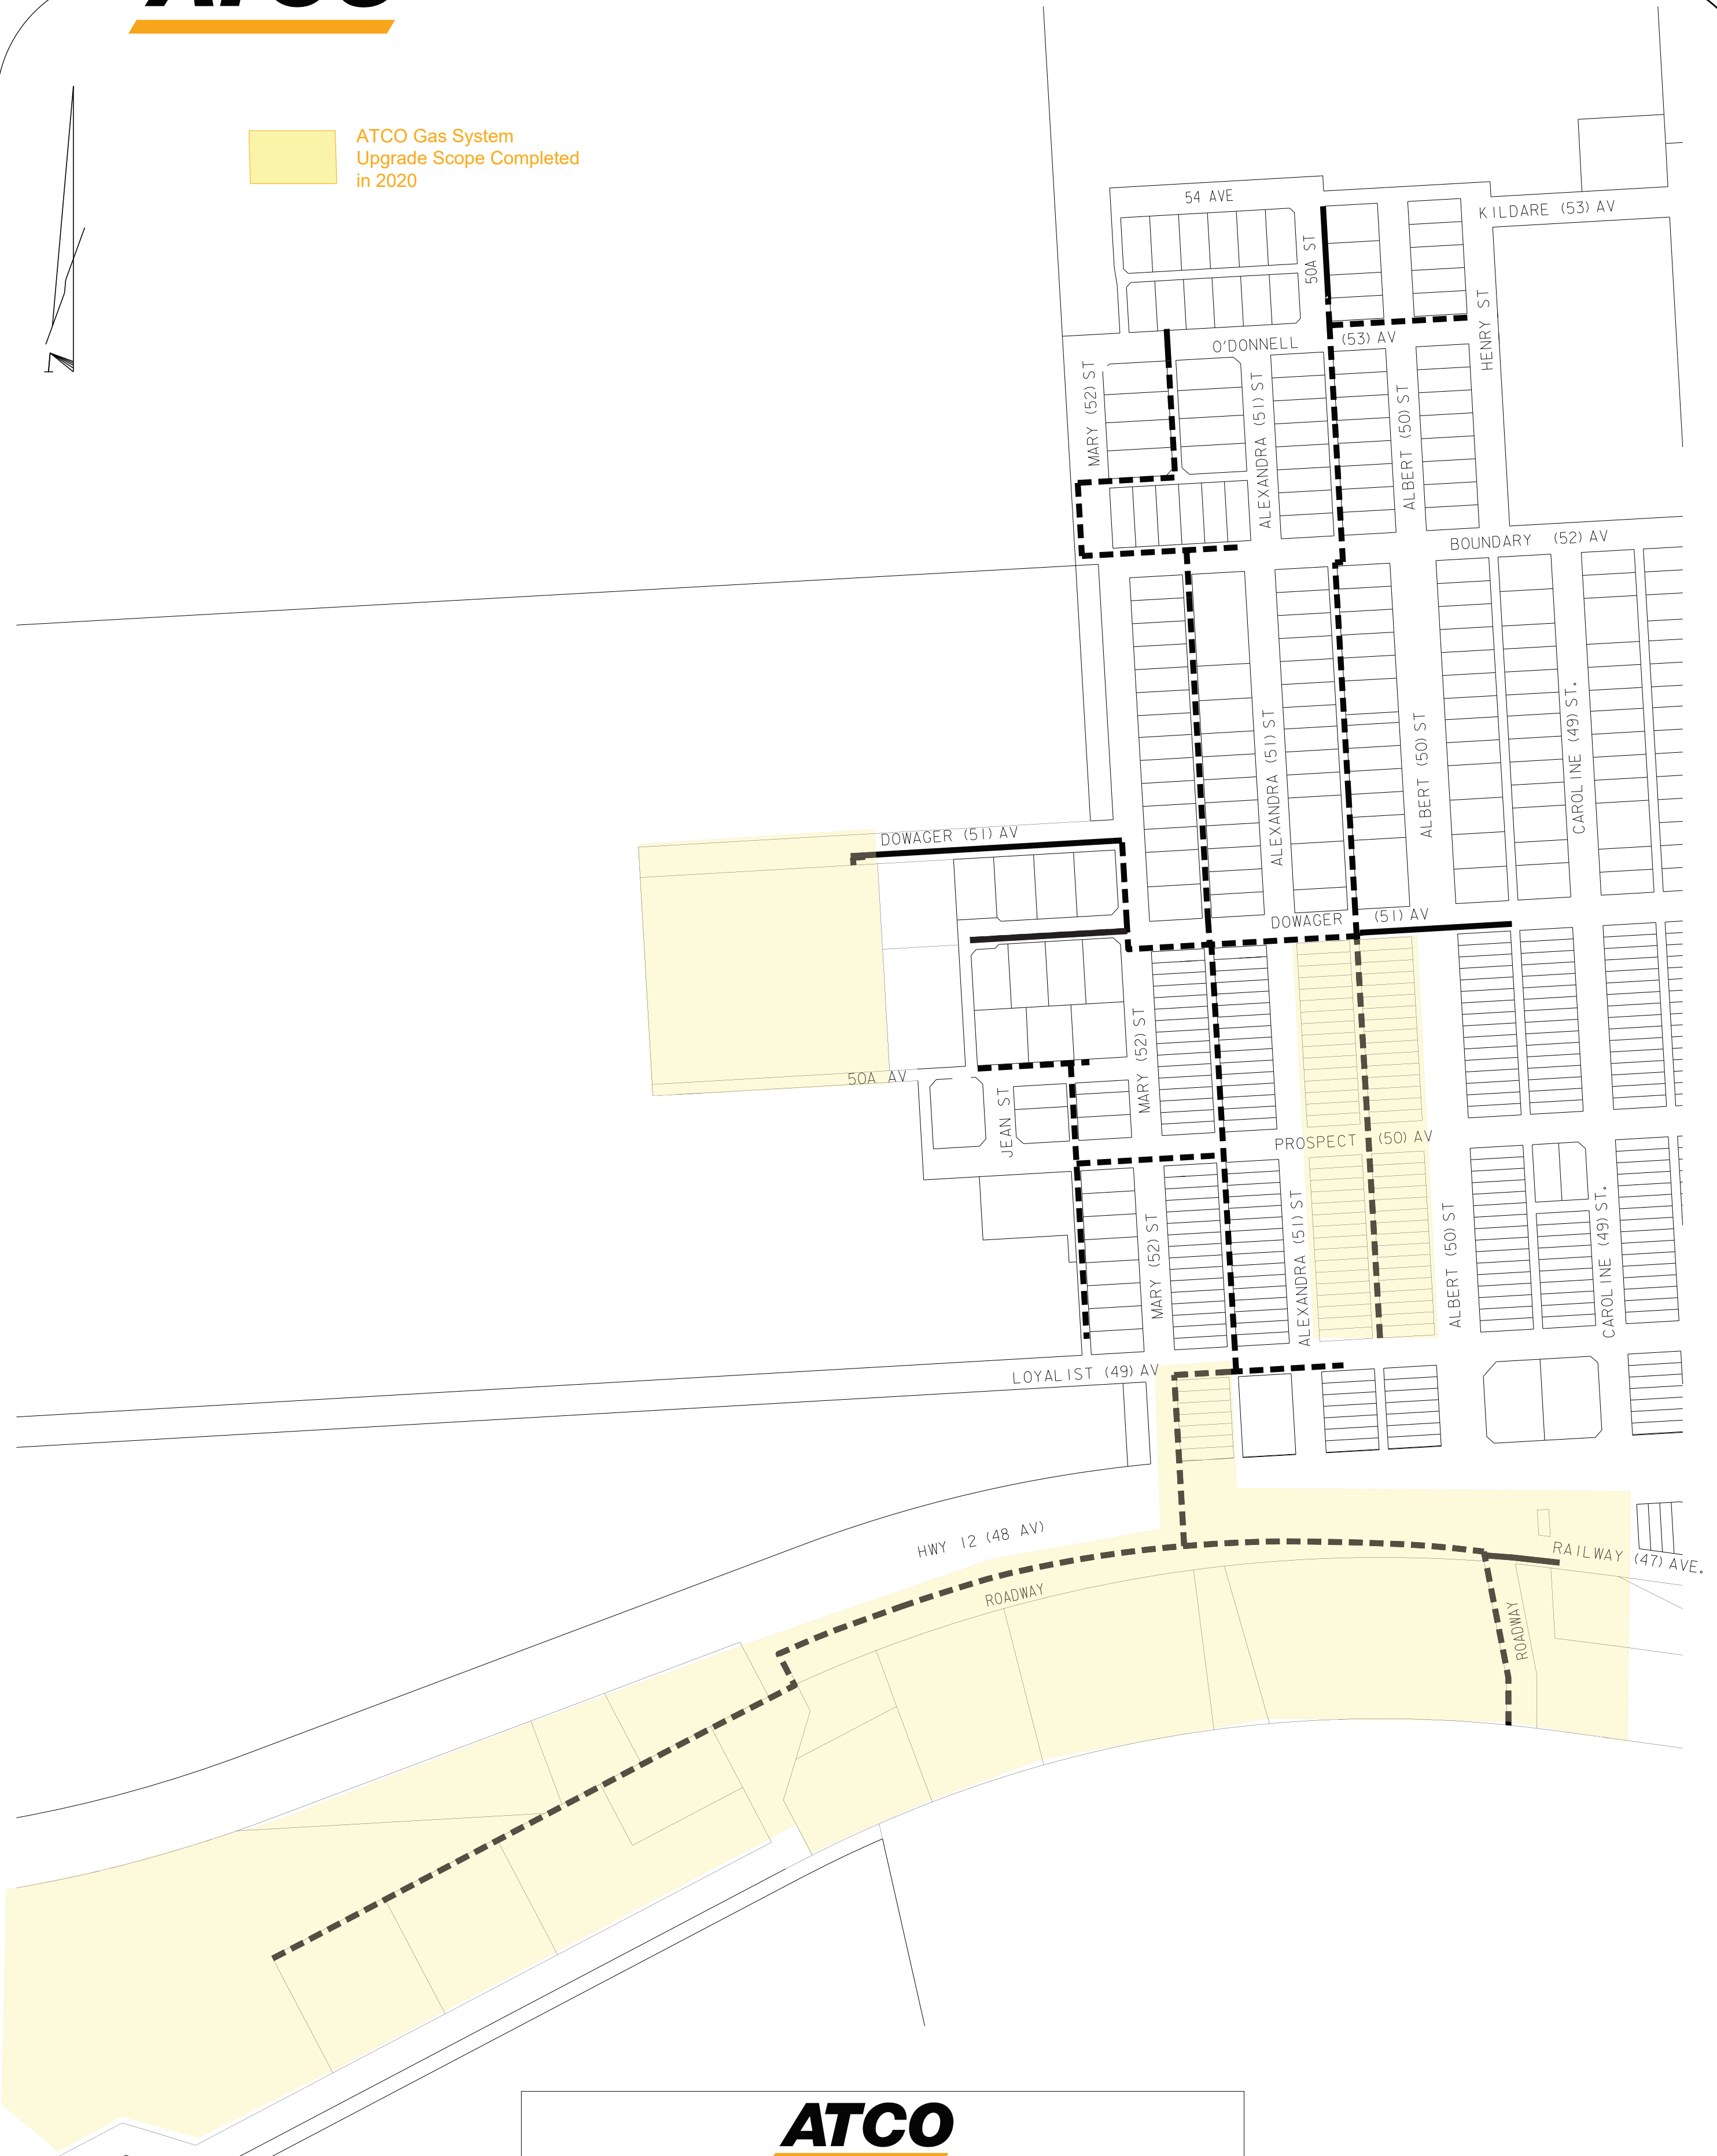 ATCO
ATCO Gas System
Upgrade Scope Completed
in 2020
54 AVE
KILDARE (53) AV
50A ST
HENRY ST
O'DONNELL (53) AV
MARY (52) ST
ALEXANDRA (51) ST
ALBERT (50) ST
BOUNDARY (52) AV
ALEXANDRA (51) ST
ALBERT (50) ST
CAROLINE (49) ST.
DOWAGER (51) AV
DOWAGER (51) AV
MARY (52) ST
50A AV
JEAN ST
PROSPECT (50) AV
MARY (52) ST
ALEXANDRA (51) ST
ALBERT (50) ST
CAROLINE (49) ST.
LOYALIST (49) AV
HWY 12 (48 AV)
ROADWAY
RAILWAY (47) AVE.
ROADWAY
ATCO